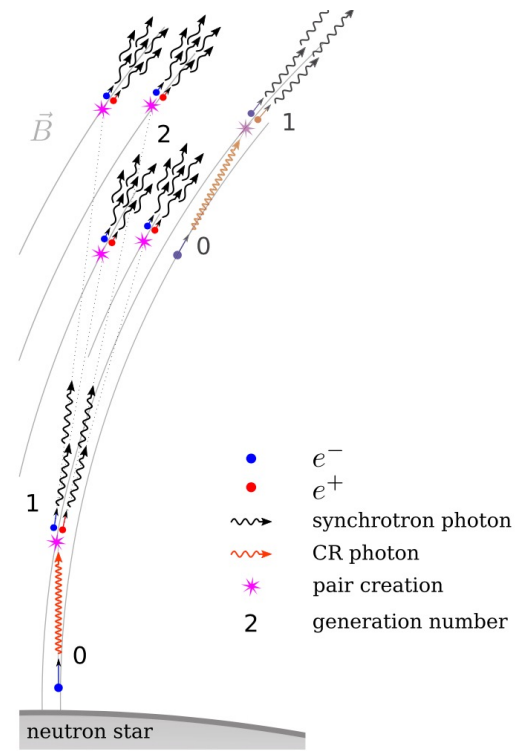 B⃗
2
1
0
1
0
e⁻
e⁺
synchrotron photon
CR photon
pair creation
2 generation number
neutron star